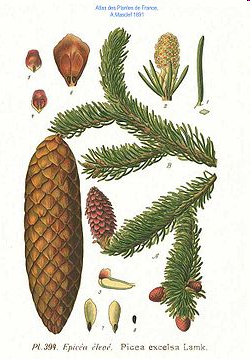 Atlas des Plantes de France,
A.Masclef 1891
B
A
Pl. 394. Epicéa élevé. Picea excelsa Lamk.